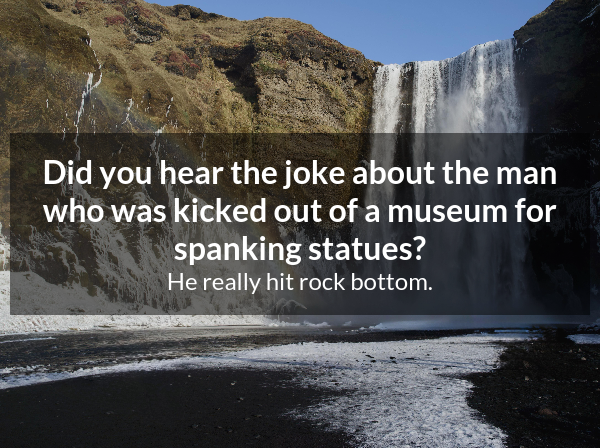 Did you hear the joke about the man
who was kicked out of a museum for
spanking statues?
He really hit rock bottom.